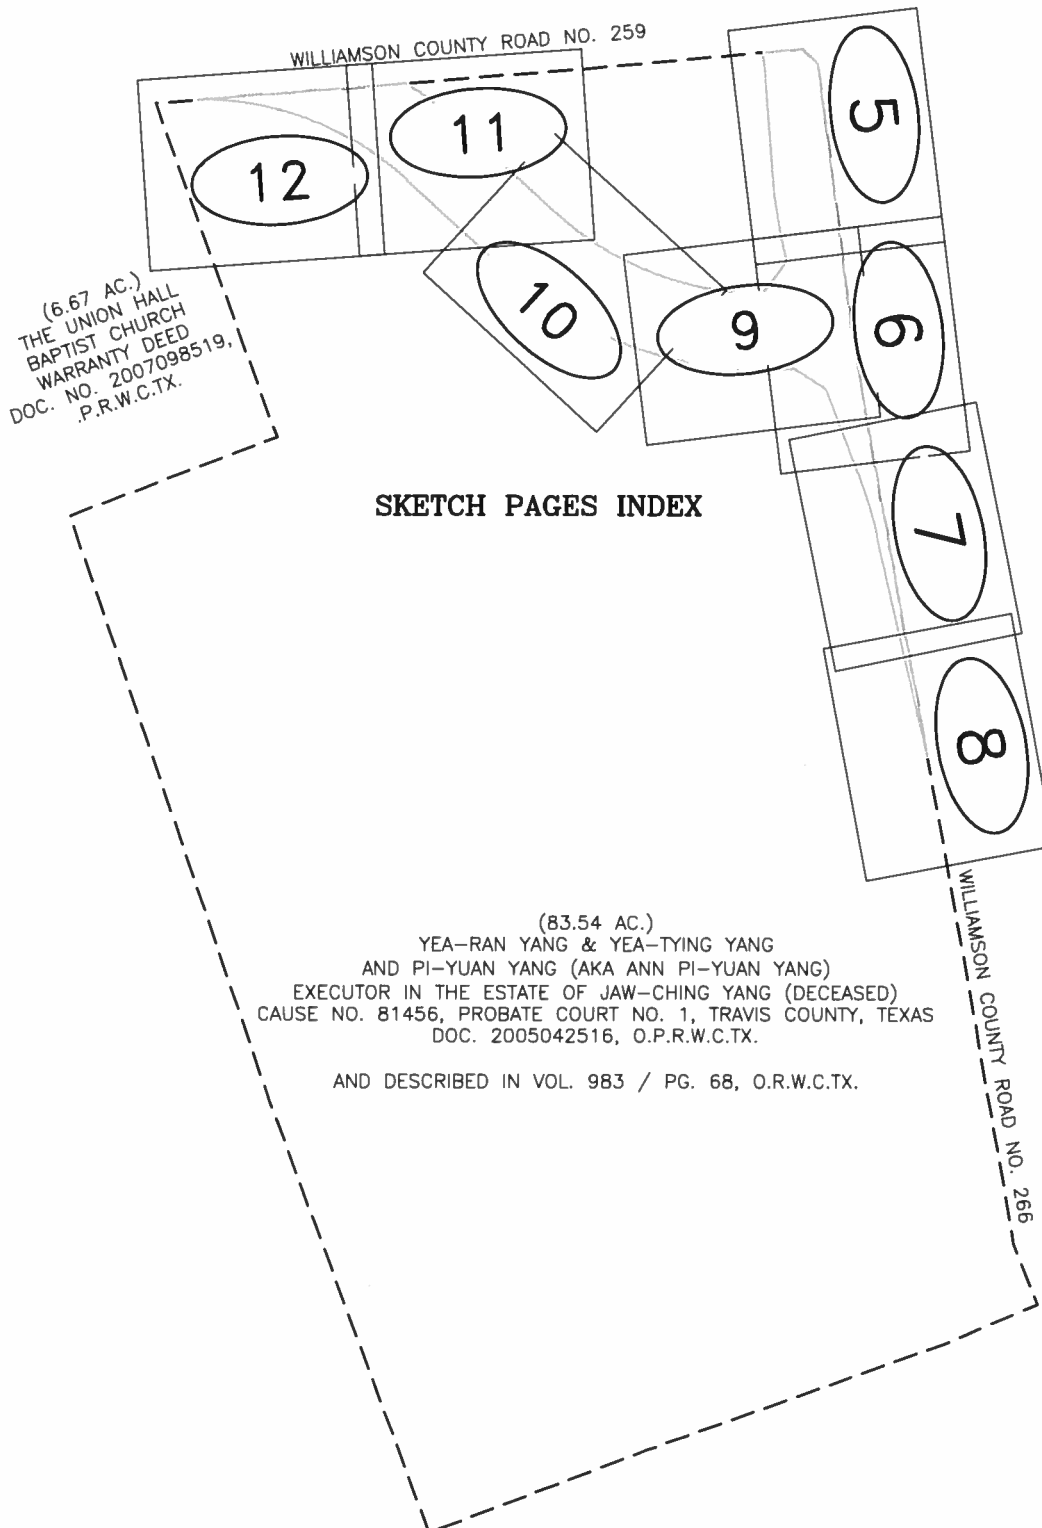 WILLIAMSON COUNTY ROAD NO. 259
5
11
12
(6.67 AC.)
THE UNION HALL
BAPTIST CHURCH
WARRANTY DEED
DOC. NO. 2007098519,
.P.R.W.C.TX.
10
9
6
SKETCH PAGES INDEX
7
8
(83.54 AC.)
YEA-RAN YANG & YEA-TYING YANG
AND PI-YUAN YANG (AKA ANN PI-YUAN YANG)
EXECUTOR IN THE ESTATE OF JAW-CHING YANG (DECEASED)
CAUSE NO. 81456, PROBATE COURT NO. 1, TRAVIS COUNTY, TEXAS
DOC. 2005042516, O.P.R.W.C.TX.
AND DESCRIBED IN VOL. 983 / PG. 68, O.R.W.C.TX.
WILLIAMSON COUNTY ROAD NO. 266